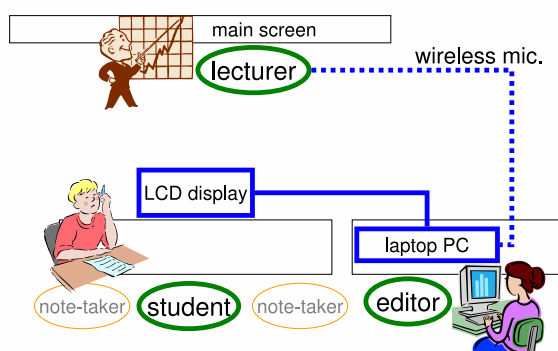 main screen
lecturer
wireless mic.
LCD display
laptop PC
note-taker
student
note-taker
editor